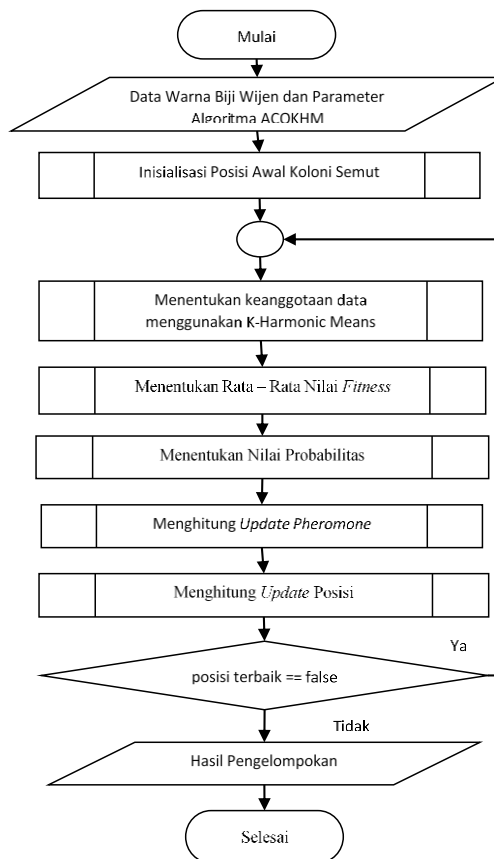 Mulai
Data Warna Biji Wijen dan Parameter
Algoritma ACOKHM
Inisialisasi Posisi Awal Koloni Semut
Menentukan keanggotaan data
menggunakan K-Harmonic Means
Menentukan Rata – Rata Nilai Fitness
Menentukan Nilai Probabilitas
Menghitung Update Pheromone
Menghitung Update Posisi
Ya
posisi terbaik == false
Tidak
Hasil Pengelompokan
Selesai